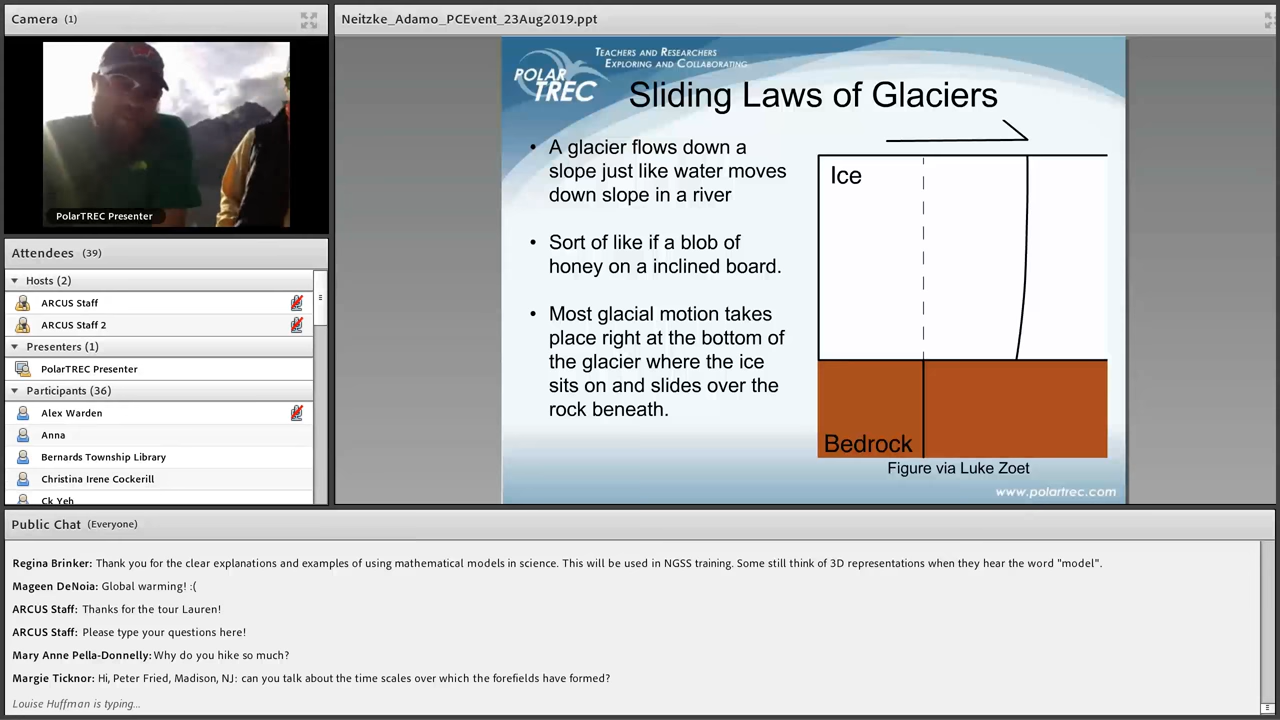 Camera (1)
PolarTREC Presenter
Attendees (39)
Hosts (2)
ARCUS Staff
ARCUS Staff 2
Presenters (1)
PolarTREC Presenter
Participants (36)
Alex Warden
Anna
Bernards Township Library
Christina Irene Cockerill
Ck Yeh
Neitzke_Adamo_PCEvent_23Aug2019.ppt
POLAR
TREC
TEACHERS AND RESEARCHERS
EXPLORING AND COLLABORATING
Sliding Laws of Glaciers
• A glacier flows down a
slope just like water moves
down slope in a river
• Sort of like if a blob of
honey on a inclined board.
• Most glacial motion takes
place right at the bottom of
the glacier where the ice
sits on and slides over the
rock beneath.
Ice
Bedrock
Figure via Luke Zoet
www.polartrec.com
Public Chat (Everyone)
Regina Brinker: Thank you for the clear explanations and examples of using mathematical models in science. This will be used in NGSS training. Some still think of 3D representations when they hear the word "model".
Mageen DeNoia: Global warming! :(
ARCUS Staff: Thanks for the tour Lauren!
ARCUS Staff: Please type your questions here!
Mary Anne Pella-Donnelly: Why do you hike so much?
Margie Ticknor: Hi, Peter Fried, Madison, NJ: can you talk about the time scales over which the forefields have formed?
Louise Huffman is typing...